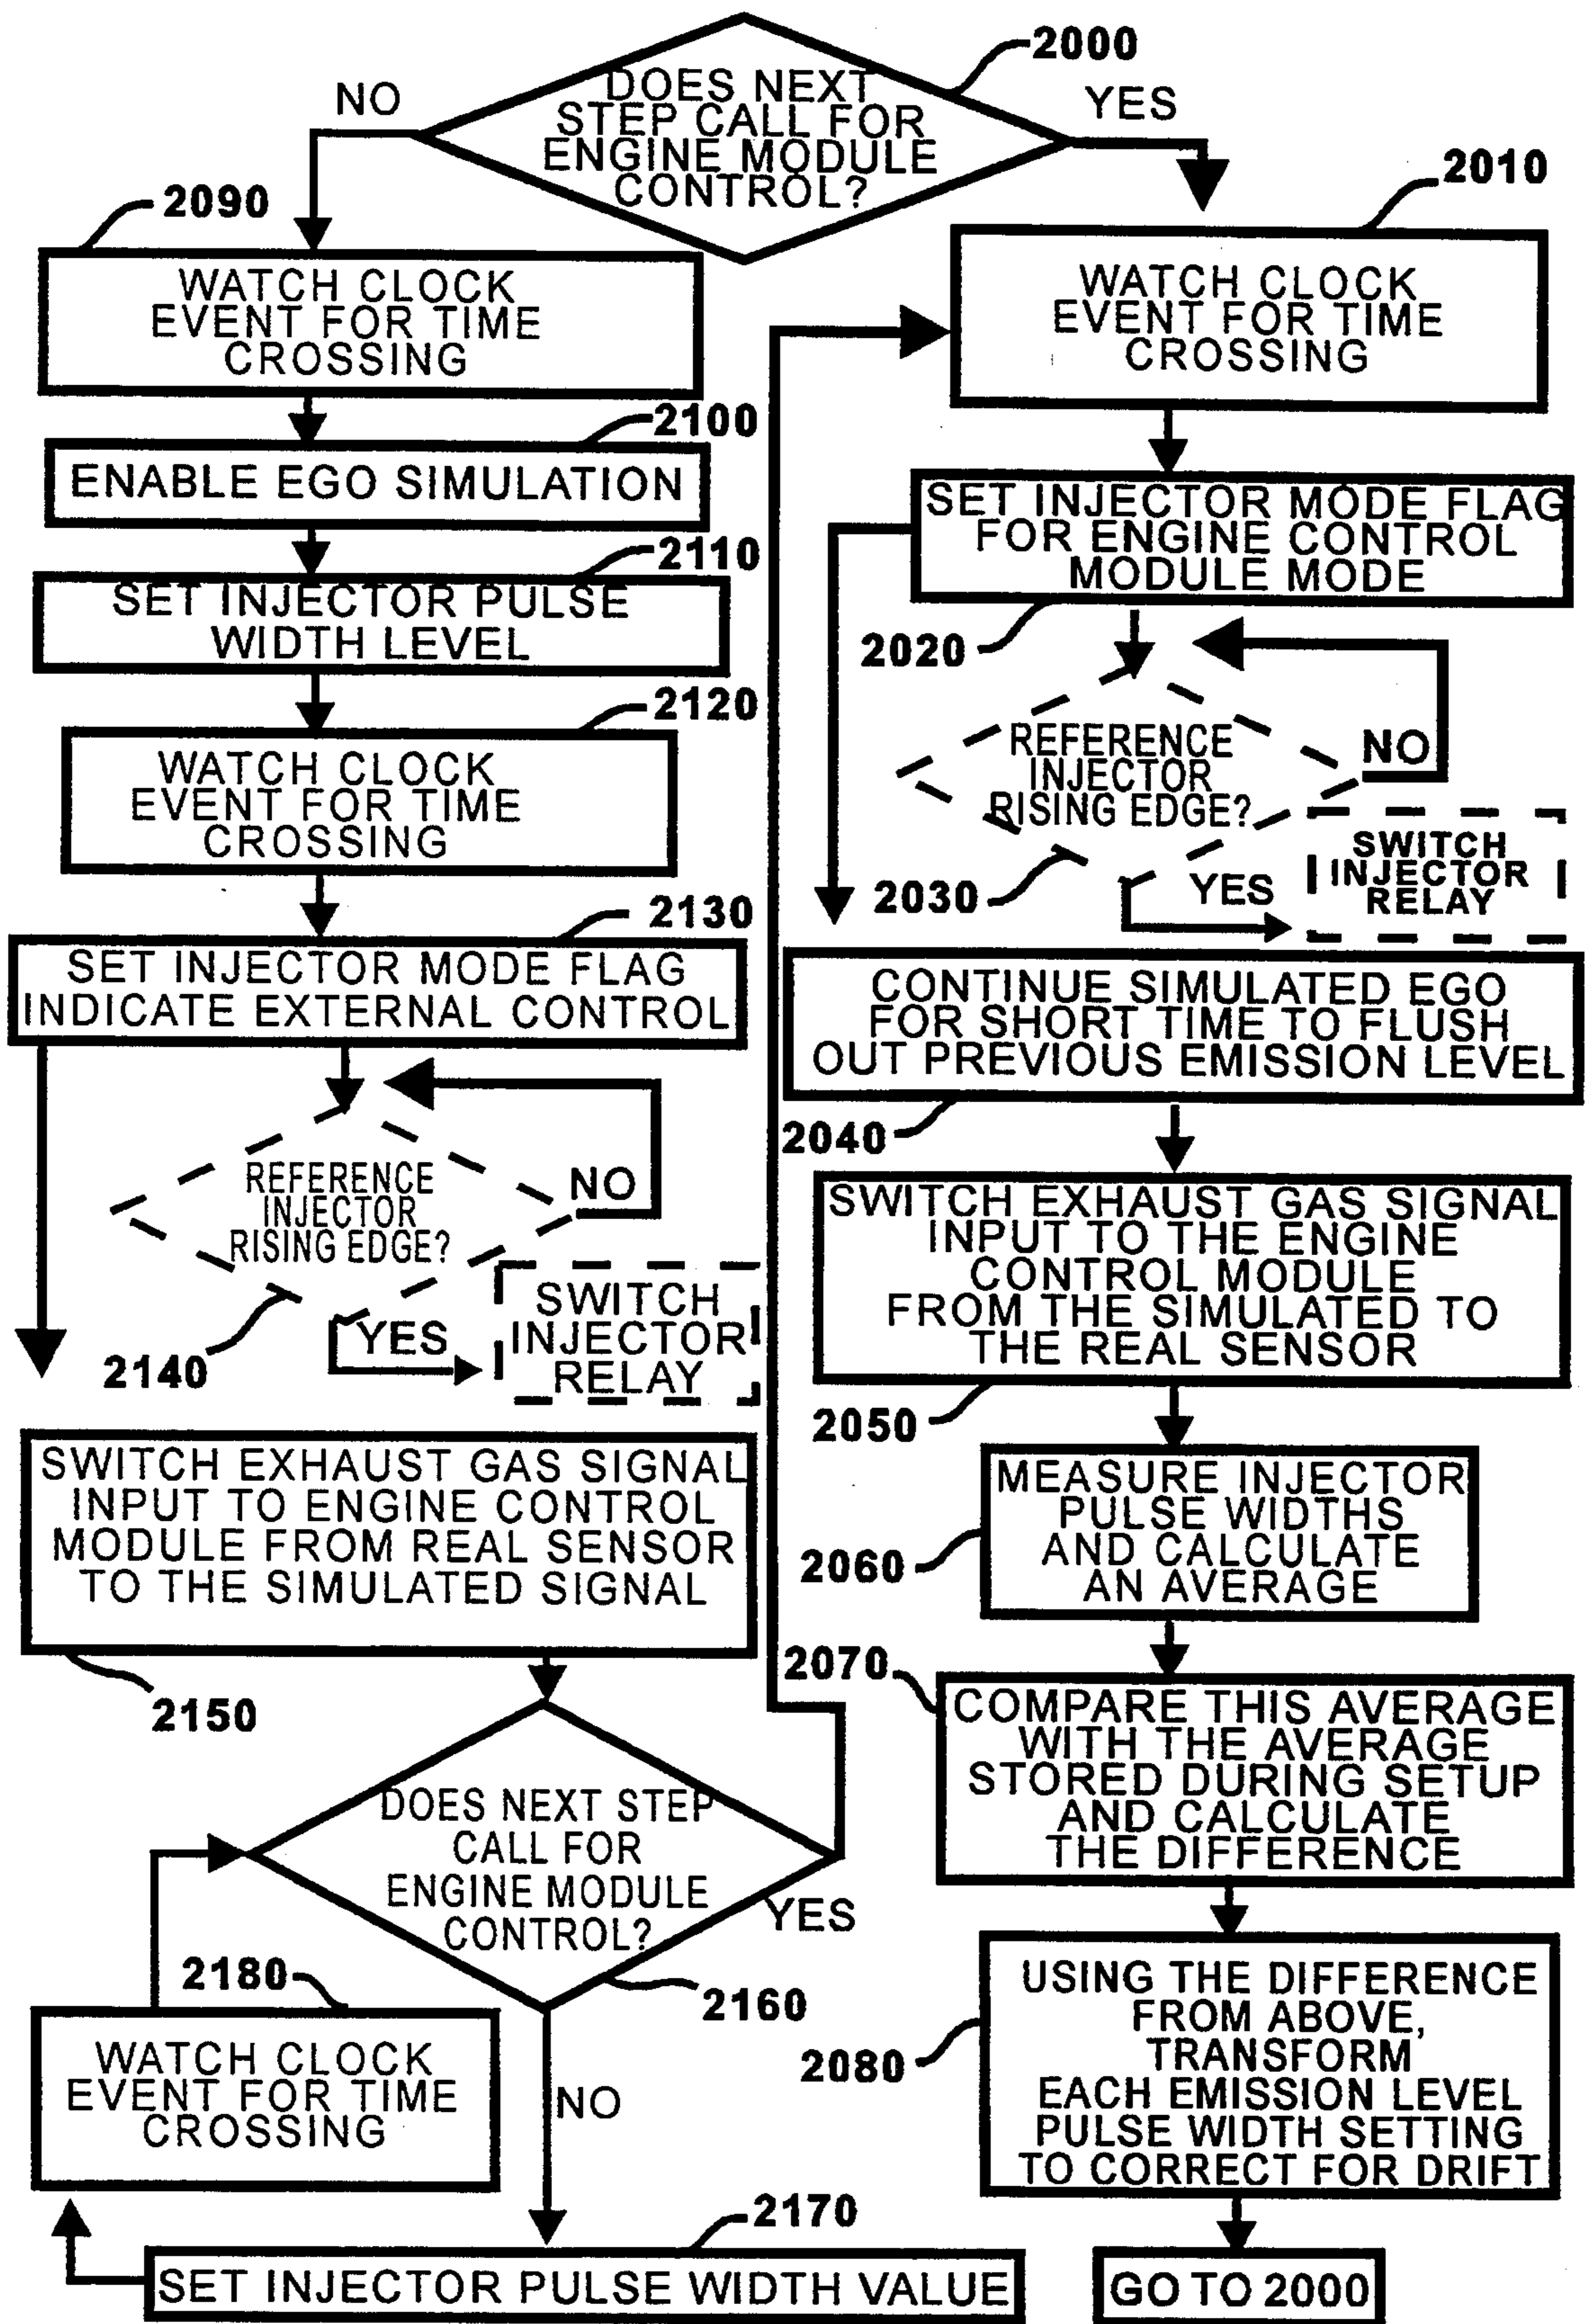 2000
DOES NEXT
STEP CALL FOR
ENGINE MODULE
CONTROL?
NO
YES
2090
WATCH CLOCK
EVENT FOR TIME
CROSSING
2100
ENABLE EGO SIMULATION
2110
SET INJECTOR PULSE
WIDTH LEVEL
2120
WATCH CLOCK
EVENT FOR TIME
CROSSING
2130
SET INJECTOR MODE FLAG
INDICATE EXTERNAL CONTROL
REFERENCE
INJECTOR
RISING EDGE?
NO
2140
YES
SWITCH
INJECTOR
RELAY
SWITCH EXHAUST GAS SIGNAL
INPUT TO ENGINE CONTROL
MODULE FROM REAL SENSOR
TO THE SIMULATED SIGNAL
2150
DOES NEXT STEP
CALL FOR
ENGINE MODULE
CONTROL?
YES
2160
2180
WATCH CLOCK
EVENT FOR TIME
CROSSING
NO
2170
SET INJECTOR PULSE WIDTH VALUE
2010
WATCH CLOCK
EVENT FOR TIME
CROSSING
SET INJECTOR MODE FLAG
FOR ENGINE CONTROL
MODULE MODE
2020
REFERENCE
INJECTOR
RISING EDGE?
NO
2030
YES
SWITCH
INJECTOR
RELAY
CONTINUE SIMULATED EGO
FOR SHORT TIME TO FLUSH
OUT PREVIOUS EMISSION LEVEL
2040
SWITCH EXHAUST GAS SIGNAL
INPUT TO THE ENGINE
CONTROL MODULE
FROM THE SIMULATED TO
THE REAL SENSOR
2050
MEASURE INJECTOR
PULSE WIDTHS
AND CALCULATE
AN AVERAGE
2060
2070
COMPARE THIS AVERAGE
WITH THE AVERAGE
STORED DURING SETUP
AND CALCULATE
THE DIFFERENCE
USING THE DIFFERENCE
FROM ABOVE,
TRANSFORM
EACH EMISSION LEVEL
PULSE WIDTH SETTING
TO CORRECT FOR DRIFT
2080
GO TO 2000